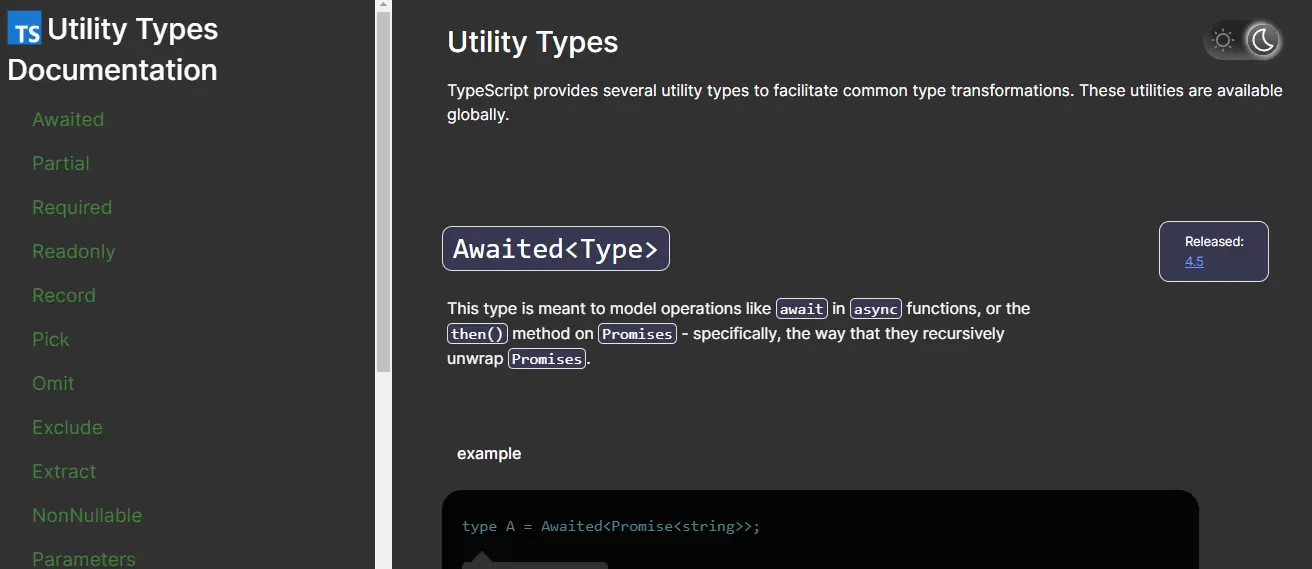 TS Utility Types
Documentation
Awaited
Partial
Required
Readonly
Record
Pick
Omit
Exclude
Extract
NonNullable
Parameters
Utility Types
TypeScript provides several utility types to facilitate common type transformations. These utilities are available
globally.
Awaited<Type>
Released:
4.5
This type is meant to model operations like await in async functions, or the
then() method on Promises - specifically, the way that they recursively
unwrap Promises.
example
type A = Awaited<Promise<string>>;